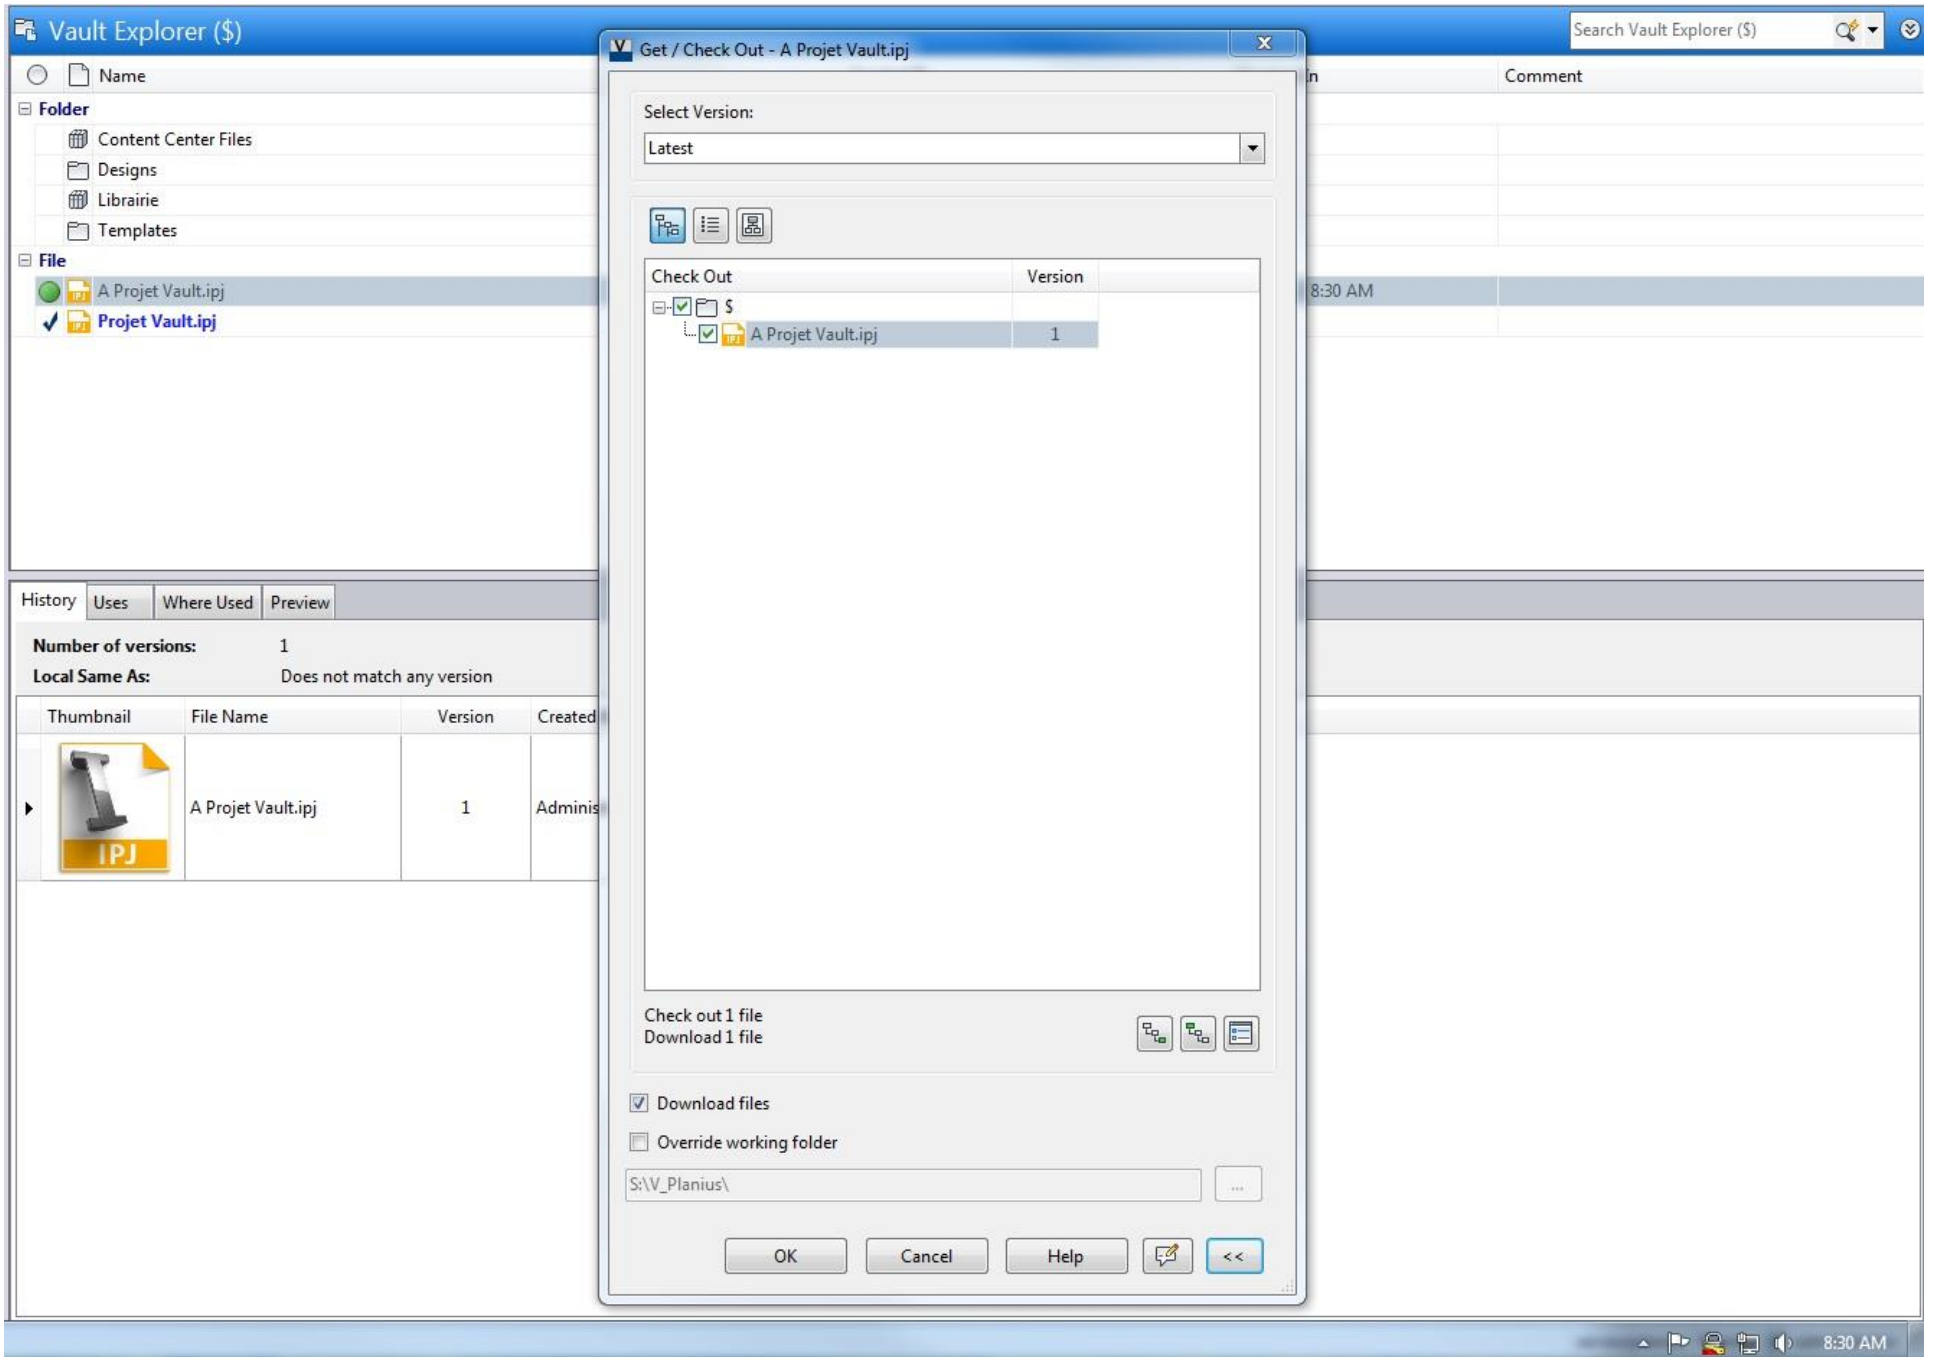 Vault Explorer ($)
Search Vault Explorer ($)
Name
Comment
Folder
Content Center Files
Designs
Librairie
Templates
File
A Projet Vault.ipj
8:30 AM
Projet Vault.ipj
History
Uses
Where Used
Preview
Number of versions: 1
Local Same As: Does not match any version
Thumbnail File Name Version Created
A Projet Vault.ipj 1
IPJ
V Get / Check Out - A Projet Vault.ipj x
Select Version:
Latest
Check Out Version
$
A Projet Vault.ipj 1
Check out 1 file
Download 1 file
Download files
Override working folder
S:\V_Planius\
...
OK Cancel Help <<
8:30 AM